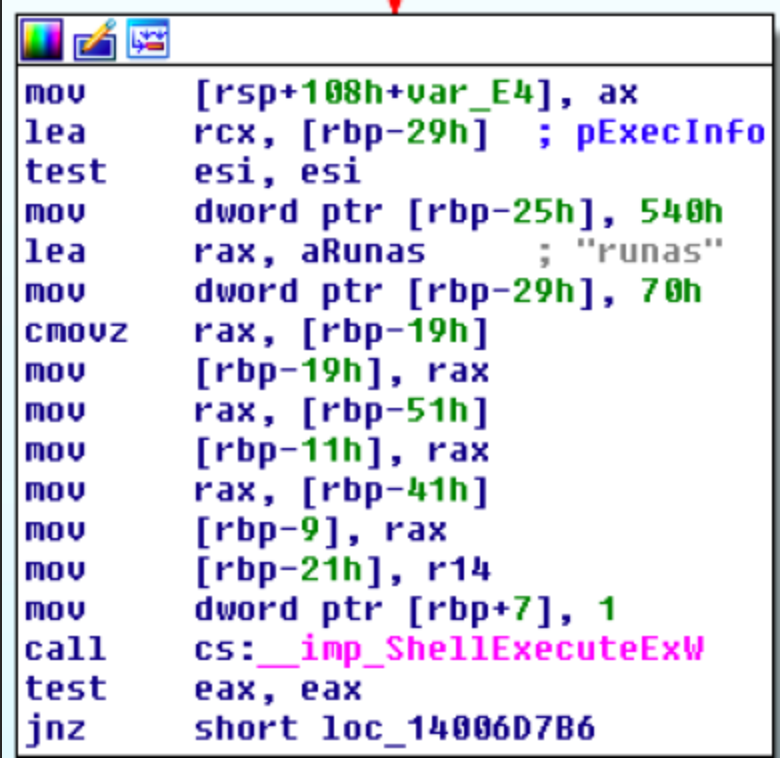 mov [rsp+108h+var_E4], ax
lea rcx, [rbp-29h] ; pExecInfo
test esi, esi
mov dword ptr [rbp-25h], 540h
lea rax, aRunas ; "runas"
mov dword ptr [rbp-29h], 70h
cmovz rax, [rbp-19h]
mov [rbp-19h], rax
mov rax, [rbp-51h]
mov [rbp-11h], rax
mov rax, [rbp-41h]
mov [rbp-9], rax
mov [rbp-21h], r14
mov dword ptr [rbp+7], 1
call cs:__imp_ShellExecuteExW
test eax, eax
jnz short loc_14006D7B6